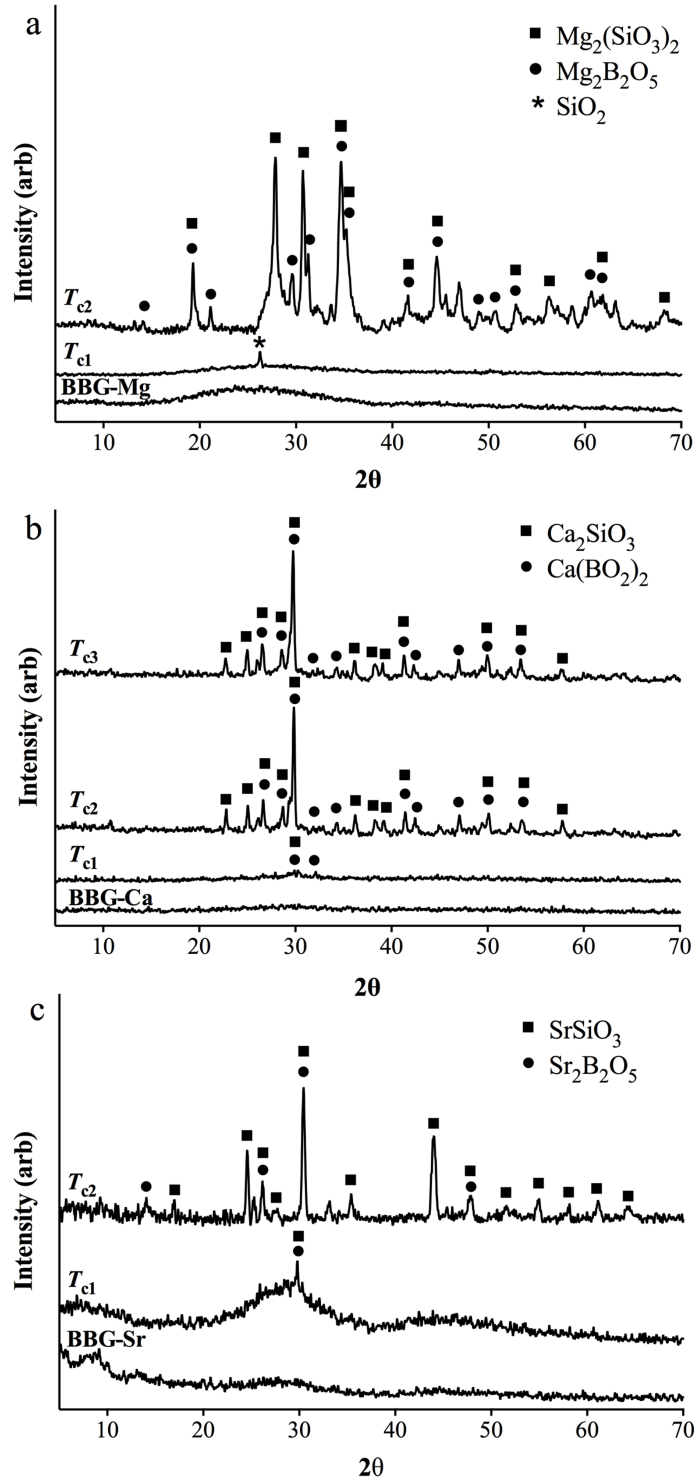 a
■ Mg₂(SiO₃)₂
● Mg₂B₂O₅
* SiO₂
Intensity (arb)
Tc2
*
Tc1
BBG-Mg
10 20 30 40 50 60 70
2θ
b
■ Ca₂SiO₃
● Ca(BO₂)₂
Intensity (arb)
Tc3
Tc2
Tc1
BBG-Ca
10 20 30 40 50 60 70
2θ
c
■ SrSiO₃
● Sr₂B₂O₅
Intensity (arb)
Tc2
Tc1
BBG-Sr
10 20 30 40 50 60 70
2θ